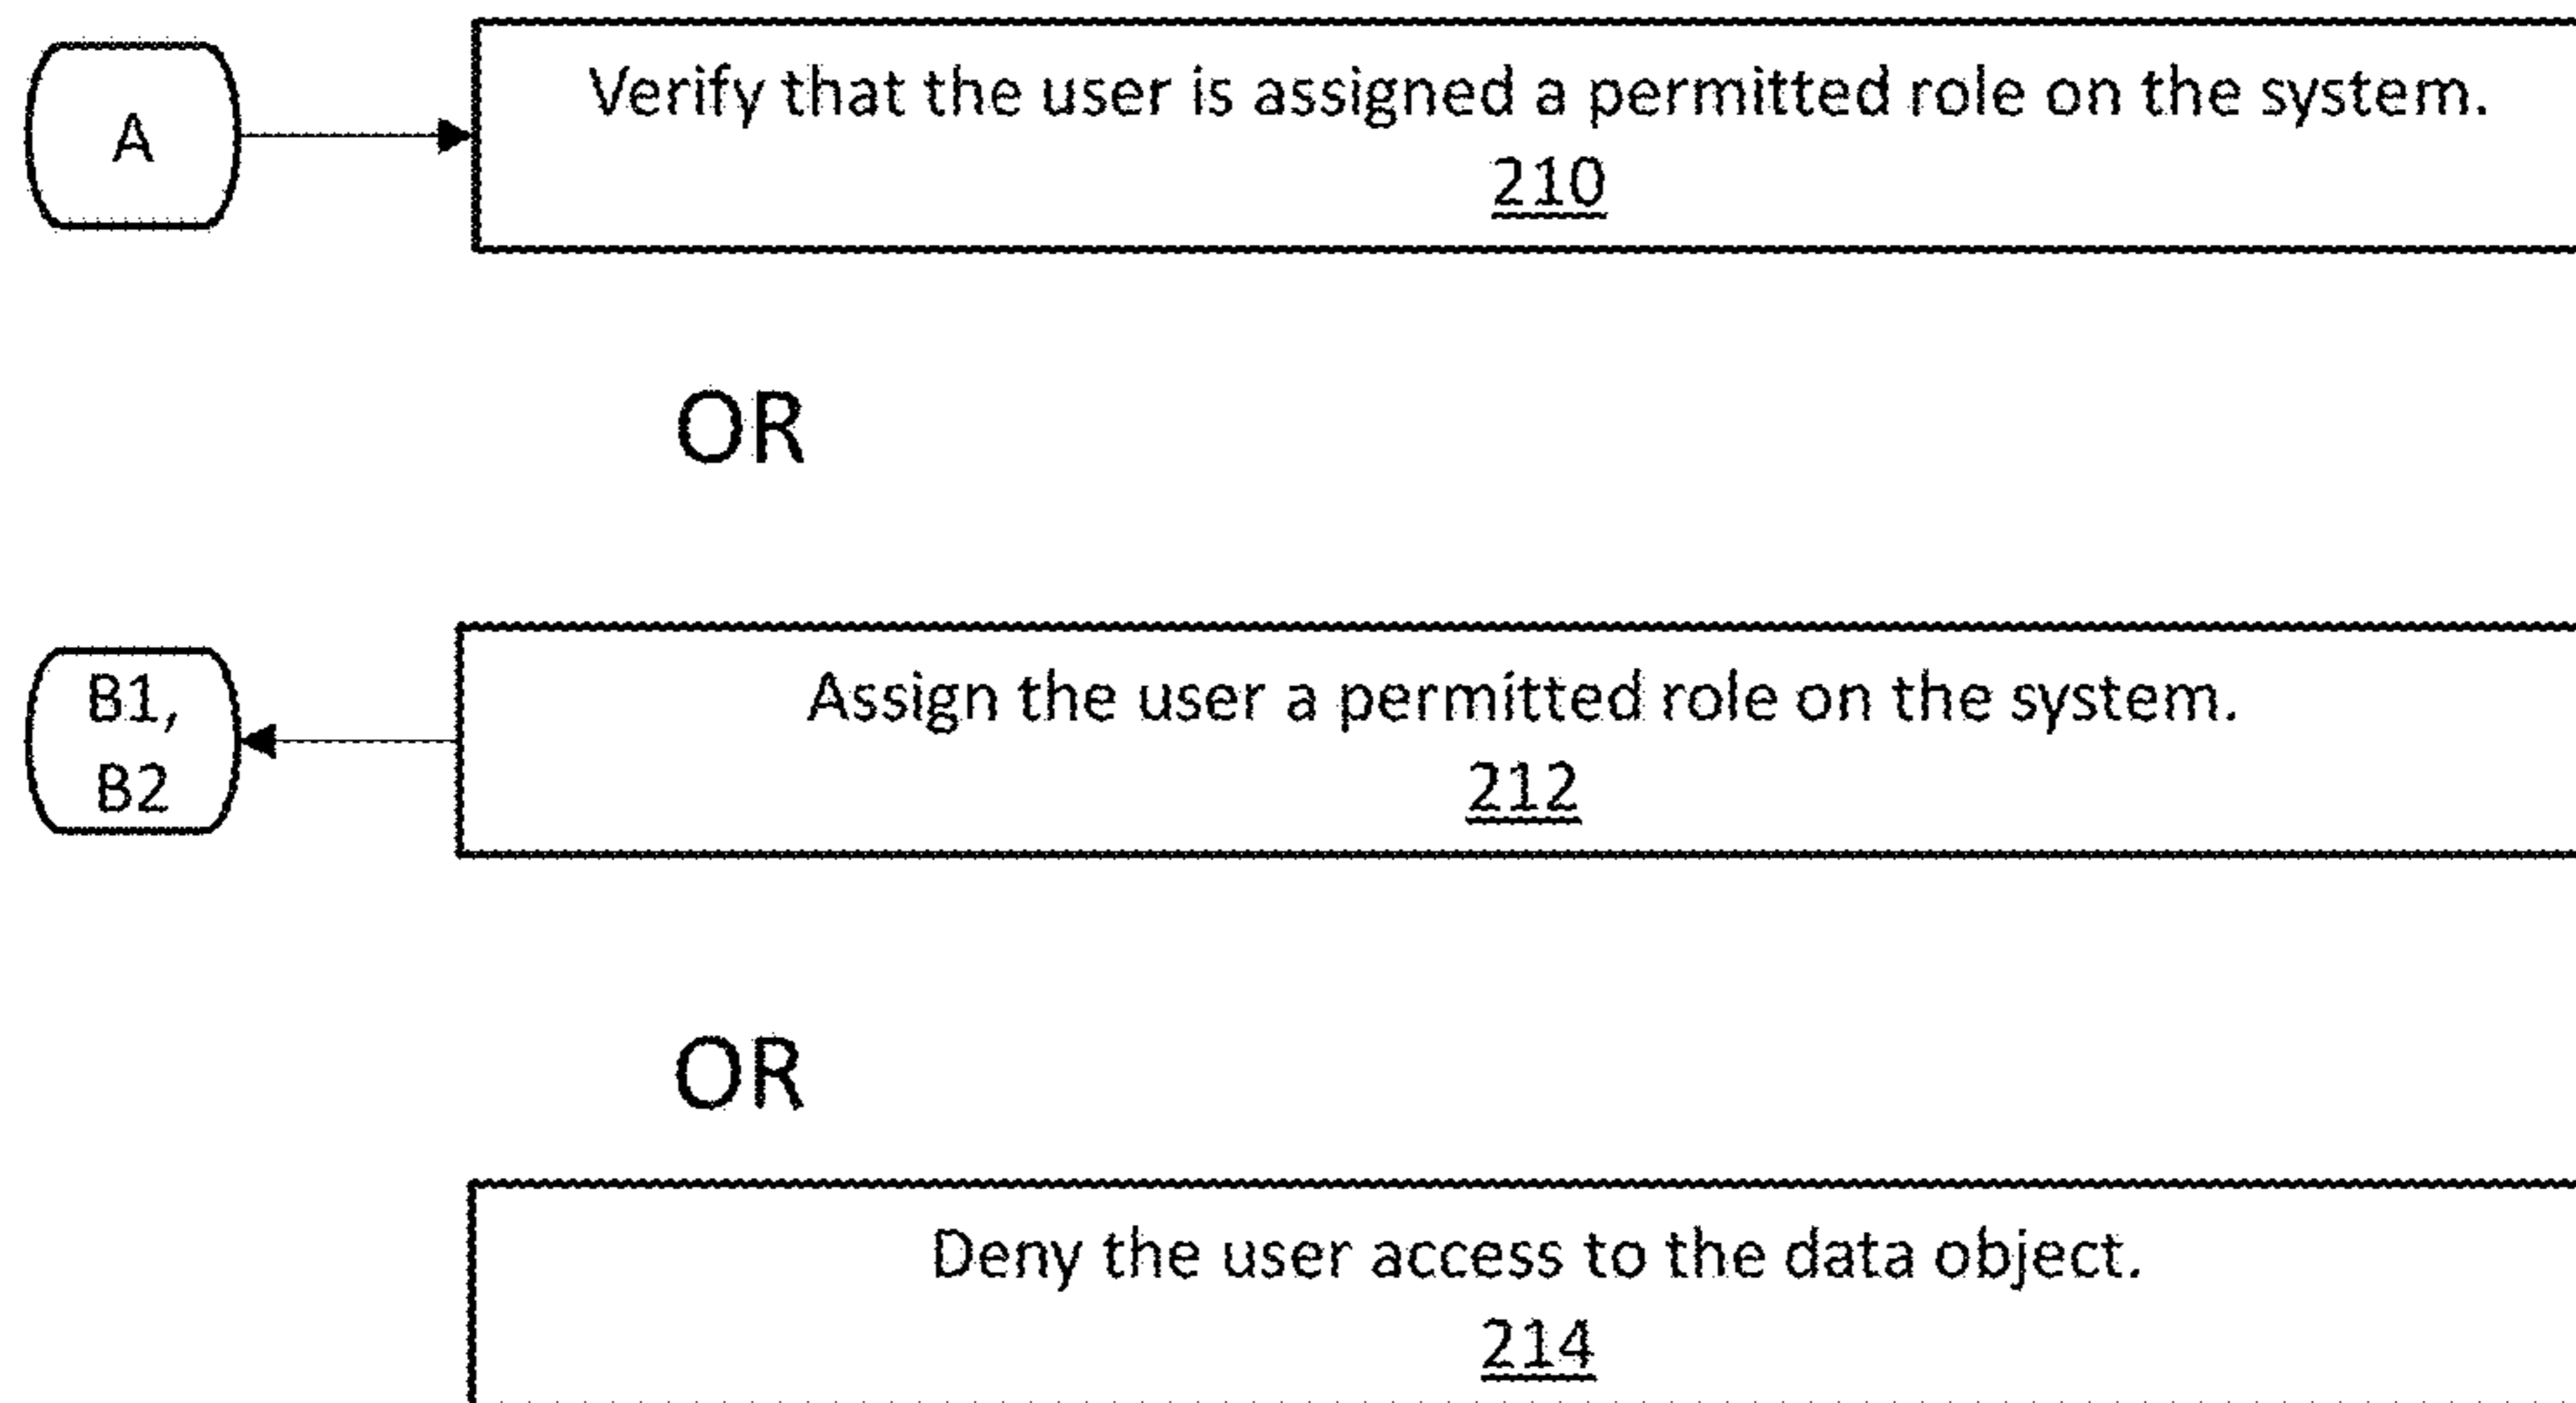 A
Verify that the user is assigned a permitted role on the system.
210
OR
B1,
B2
Assign the user a permitted role on the system.
212
OR
Deny the user access to the data object.
214